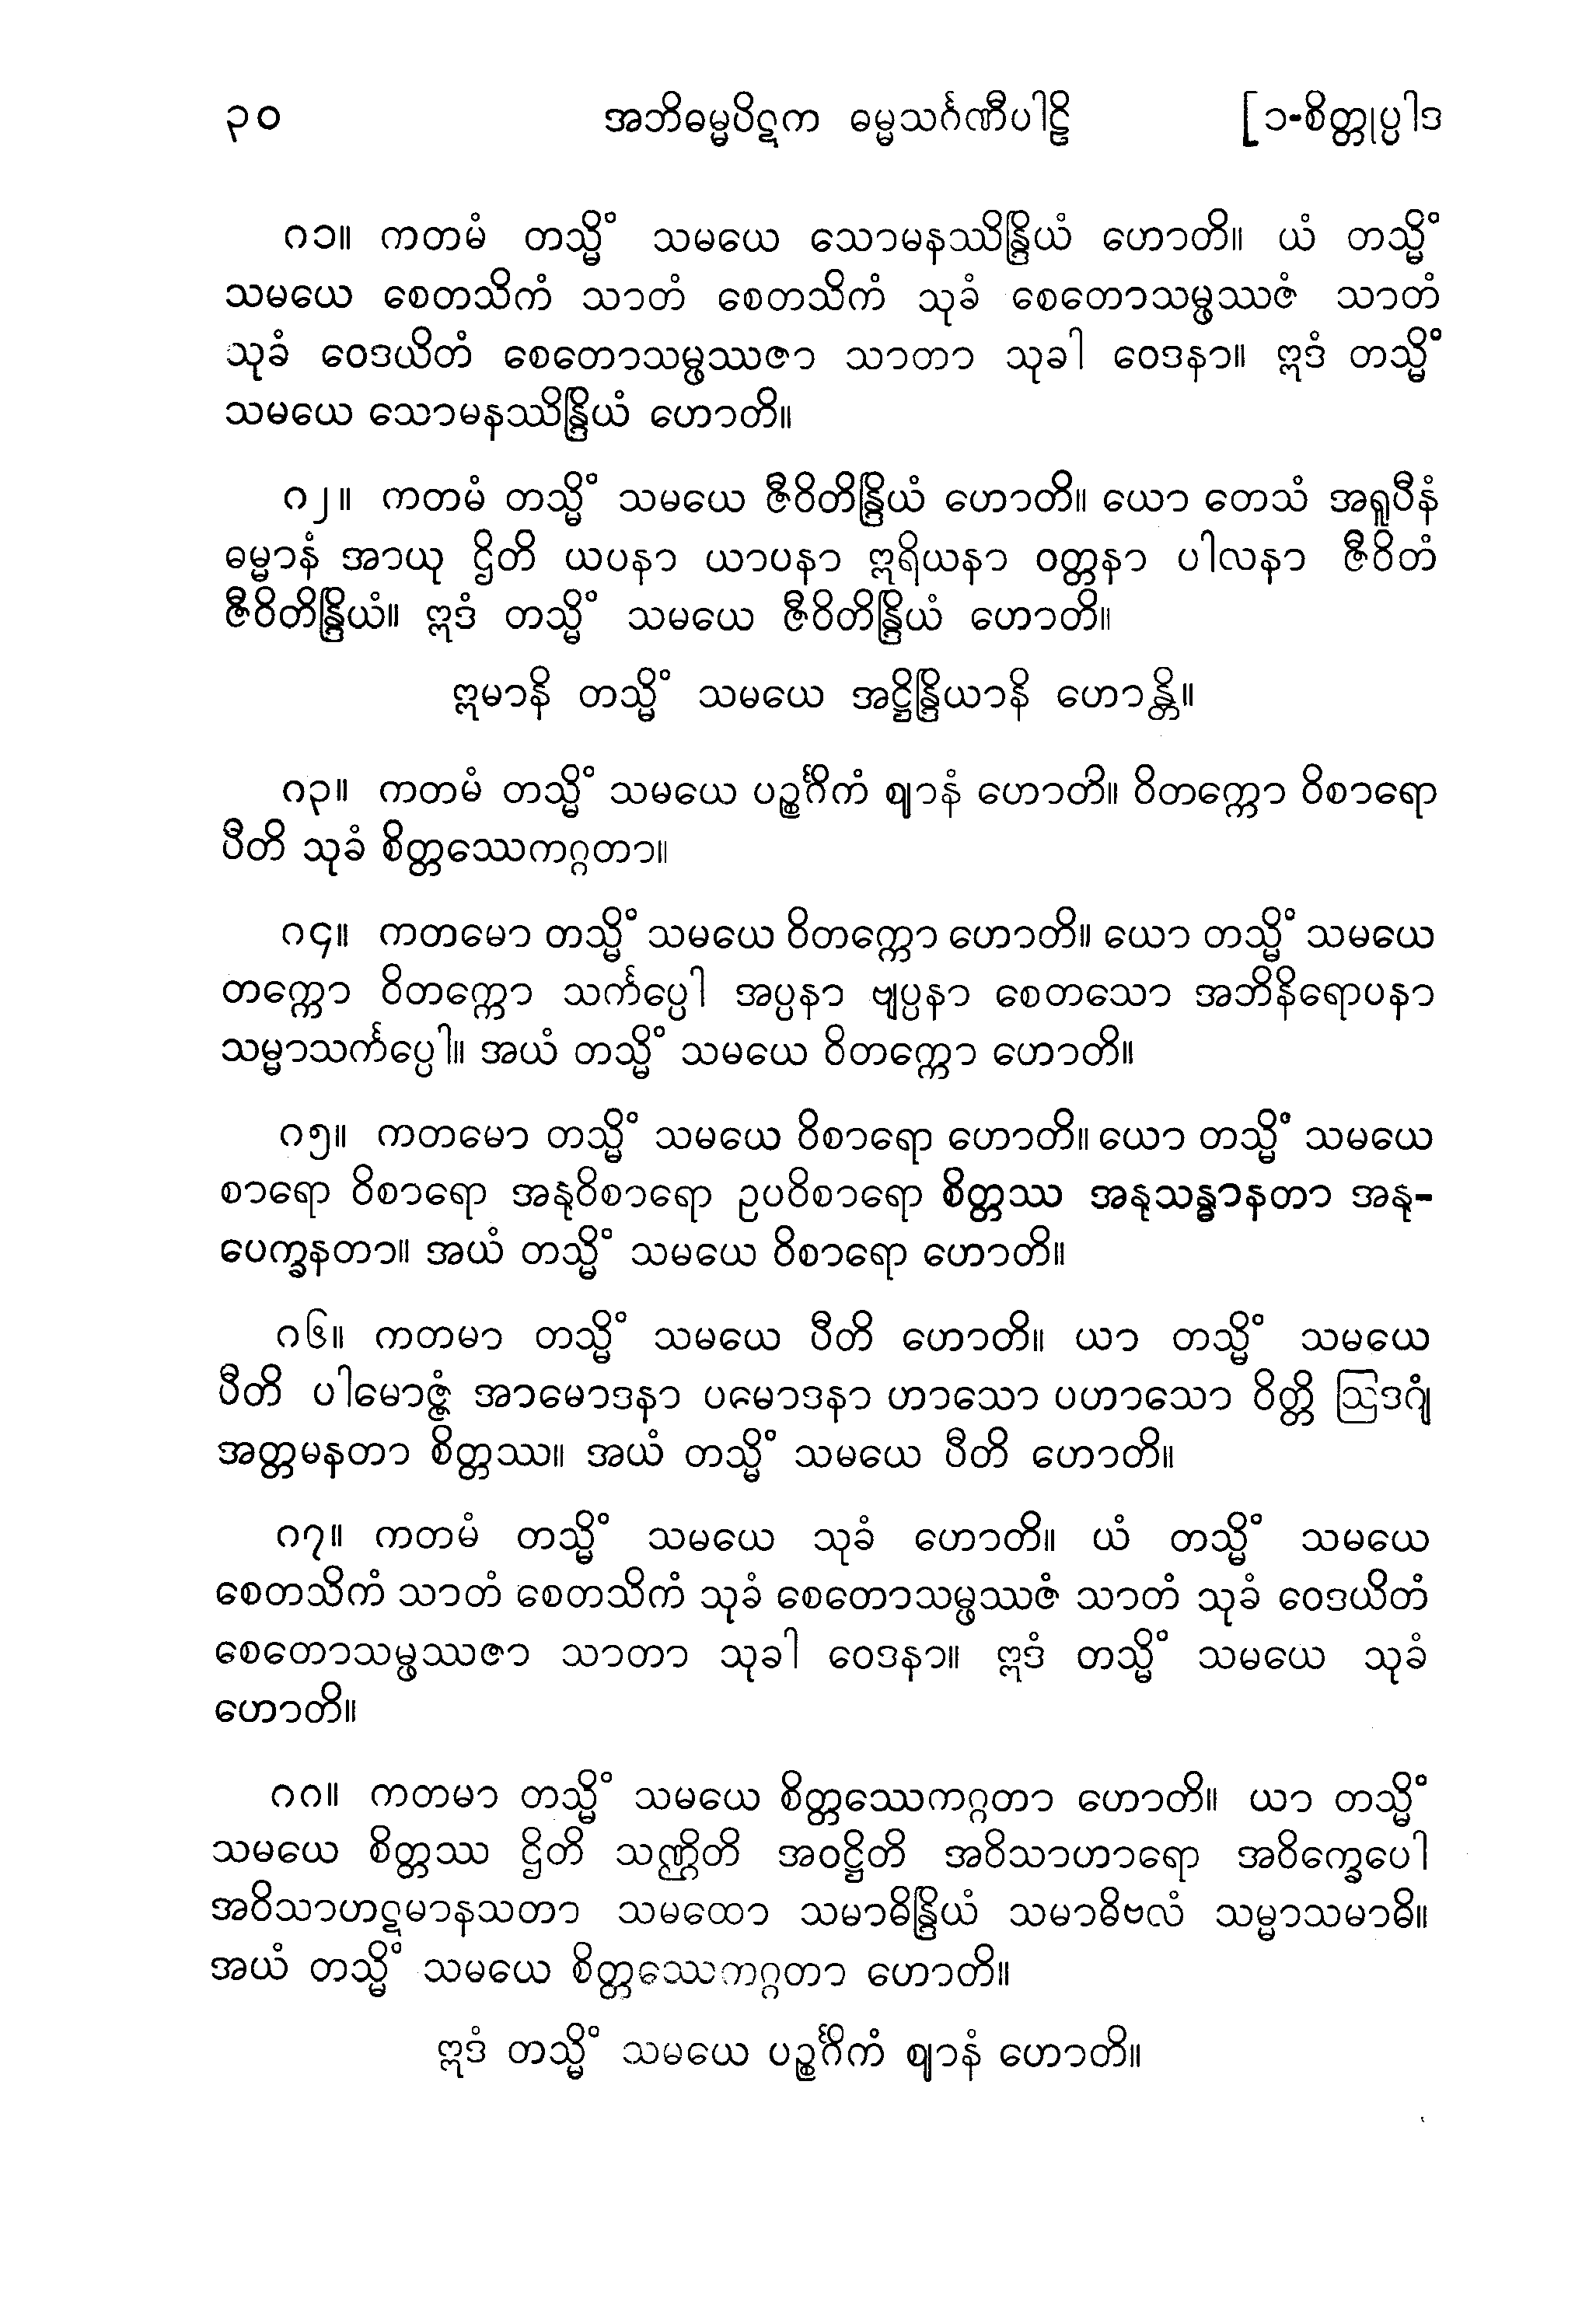 ၃၀ အဘိဓမ္မပိဋက ဓမ္မသင်္ဂဏီပါဠိ [ ၁-စိတ္တုပ္ပါဒ
၈၁။ ကတမံ တသ္မိံ သမယေ သောမနဿိန္ဒြိယံ ဟောတိ။ ယံ တသ္မိံ
သမယေ စေတသိကံ သာတံ စေတသိကံ သုခံ စေတောသမ္ဖဿဇံ သာတံ
သုခံ ဝေဒယိတံ စေတောသမ္ဖဿဇာ သာတာ သုခါ ဝေဒနာ။ ဣဒံ တသ္မိံ
သမယေ သောမနဿိန္ဒြိယံ ဟောတိ။
၈၂။ ကတမံ တသ္မိံ သမယေ ဇီဝိတိန္ဒြိယံ ဟောတိ။ ယော တေသံ အရူပီနံ
ဓမ္မာနံ အာယု ဌိတိ ယပနာ ယာပနာ ဣရိယနာ ဝတ္တနာ ပါလနာ ဇီဝိတံ
ဇီဝိတိန္ဒြိယံ။ ဣဒံ တသ္မိံ သမယေ ဇီဝိတိန္ဒြိယံ ဟောတိ။
ဣမာနိ တသ္မိံ သမယေ အဋ္ဌိန္ဒြိယာနိ ဟောန္တိ။
၈၃။ ကတမံ တသ္မိံ သမယေ ပဉ္စင်္ဂိကံ ဈာနံ ဟောတိ။ ဝိတက္ကော ဝိစာရော
ပီတိ သုခံ စိတ္တဿေကဂ္ဂတာ။
၈၄။ ကတမော တသ္မိံ သမယေ ဝိတက္ကော ဟောတိ။ ယော တသ္မိံ သမယေ
တက္ကော ဝိတက္ကော သင်္ကပ္ပေါ အပ္ပနာ ဗျပ္ပနာ စေတသော အဘိနိရောပနာ
သမ္မာသင်္ကပ္ပေါ။ အယံ တသ္မိံ သမယေ ဝိတက္ကော ဟောတိ။
၈၅။ ကတမော တသ္မိံ သမယေ ဝိစာရော ဟောတိ။ ယော တသ္မိံ သမယေ
စာရော ဝိစာရော အနုဝိစာရော ဥပဝိစာရော စိတ္တဿ အနုသန္ဓာနတာ အနု-
ပေက္ခနတာ။ အယံ တသ္မိံ သမယေ ဝိစာရော ဟောတိ။
၈၆။ ကတမာ တသ္မိံ သမယေ ပီတိ ဟောတိ။ ယာ တသ္မိံ သမယေ
ပီတိ ပါမောဇ္ဇံ အာမောဒနာ ပမောဒနာ ဟာသော ပဟာသော ဝိတ္တိ ဩဒဂျံ
အတ္တမနတာ စိတ္တဿ။ အယံ တသ္မိံ သမယေ ပီတိ ဟောတိ။
၈၇။ ကတမံ တသ္မိံ သမယေ သုခံ ဟောတိ။ ယံ တသ္မိံ သမယေ
စေတသိကံ သာတံ စေတသိကံ သုခံ စေတောသမ္ဖဿဇံ သာတံ သုခံ ဝေဒယိတံ
စေတောသမ္ဖဿဇာ သာတာ သုခါ ဝေဒနာ။ ဣဒံ တသ္မိံ သမယေ သုခံ
ဟောတိ။
၈၈။ ကတမာ တသ္မိံ သမယေ စိတ္တဿေကဂ္ဂတာ ဟောတိ။ ယာ တသ္မိံ
သမယေ စိတ္တဿ ဌိတိ သဏ္ဌိတိ အဝဋ္ဌိတိ အဝိသာဟာရော အဝိက္ခေပေါ
အဝိသာဟဋမာနသတာ သမထော သမာဓိန္ဒြိယံ သမာဓိဗလံ သမ္မာသမာဓိ။
အယံ တသ္မိံ သမယေ စိတ္တဿေကဂ္ဂတာ ဟောတိ။
ဣဒံ တသ္မိံ သမယေ ပဉ္စင်္ဂိကံ ဈာနံ ဟောတိ။